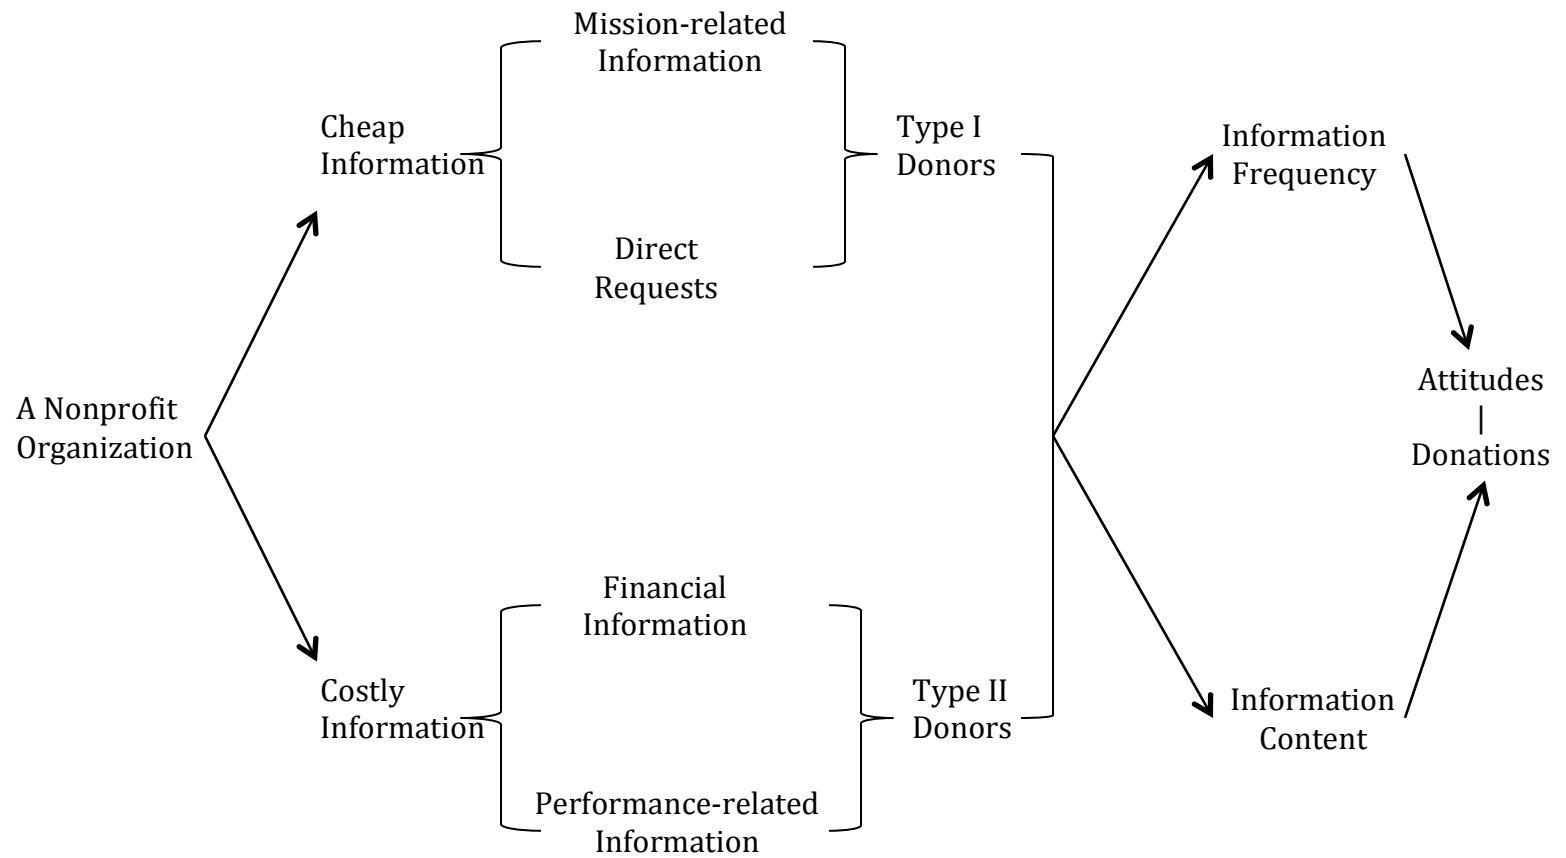 Mission-related
Information
Cheap
Information
Type I
Donors
Information
Frequency
Direct
Requests
A Nonprofit
Organization
Attitudes
Donations
Financial
Information
Costly
Information
Type II
Donors
Information
Content
Performance-related
Information